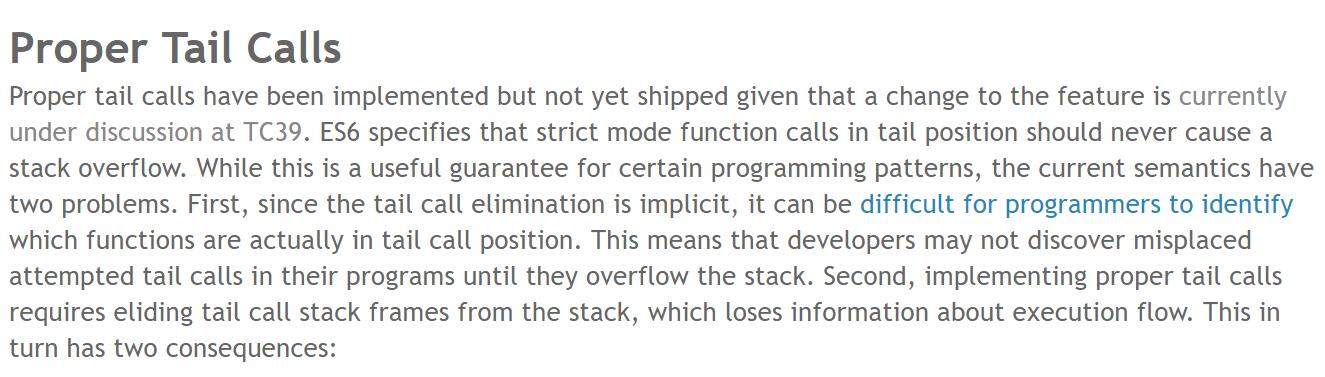 Proper Tail Calls
Proper tail calls have been implemented but not yet shipped given that a change to the feature is currently
under discussion at TC39. ES6 specifies that strict mode function calls in tail position should never cause a
stack overflow. While this is a useful guarantee for certain programming patterns, the current semantics have
two problems. First, since the tail call elimination is implicit, it can be difficult for programmers to identify
which functions are actually in tail call position. This means that developers may not discover misplaced
attempted tail calls in their programs until they overflow the stack. Second, implementing proper tail calls
requires eliding tail call stack frames from the stack, which loses information about execution flow. This in
turn has two consequences: